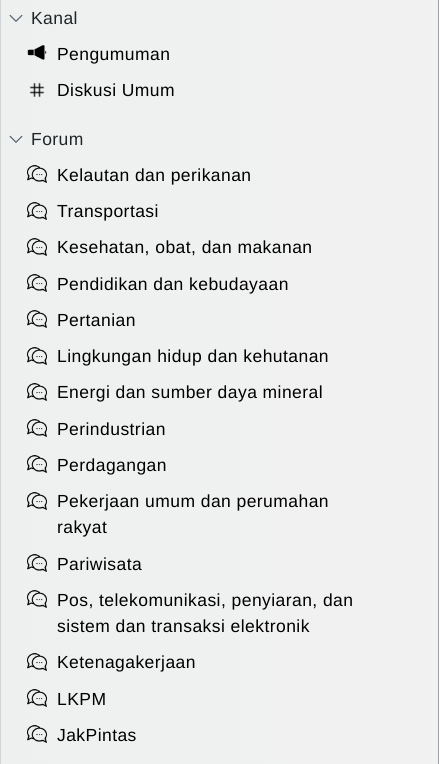 Kanal
Pengumuman
Diskusi Umum
Forum
Kelautan dan perikanan
Transportasi
Kesehatan, obat, dan makanan
Pendidikan dan kebudayaan
Pertanian
Lingkungan hidup dan kehutanan
Energi dan sumber daya mineral
Perindustrian
Perdagangan
Pekerjaan umum dan perumahan
rakyat
Pariwisata
Pos, telekomunikasi, penyiaran, dan
sistem dan transaksi elektronik
Ketenagakerjaan
LKPM
JakPintas